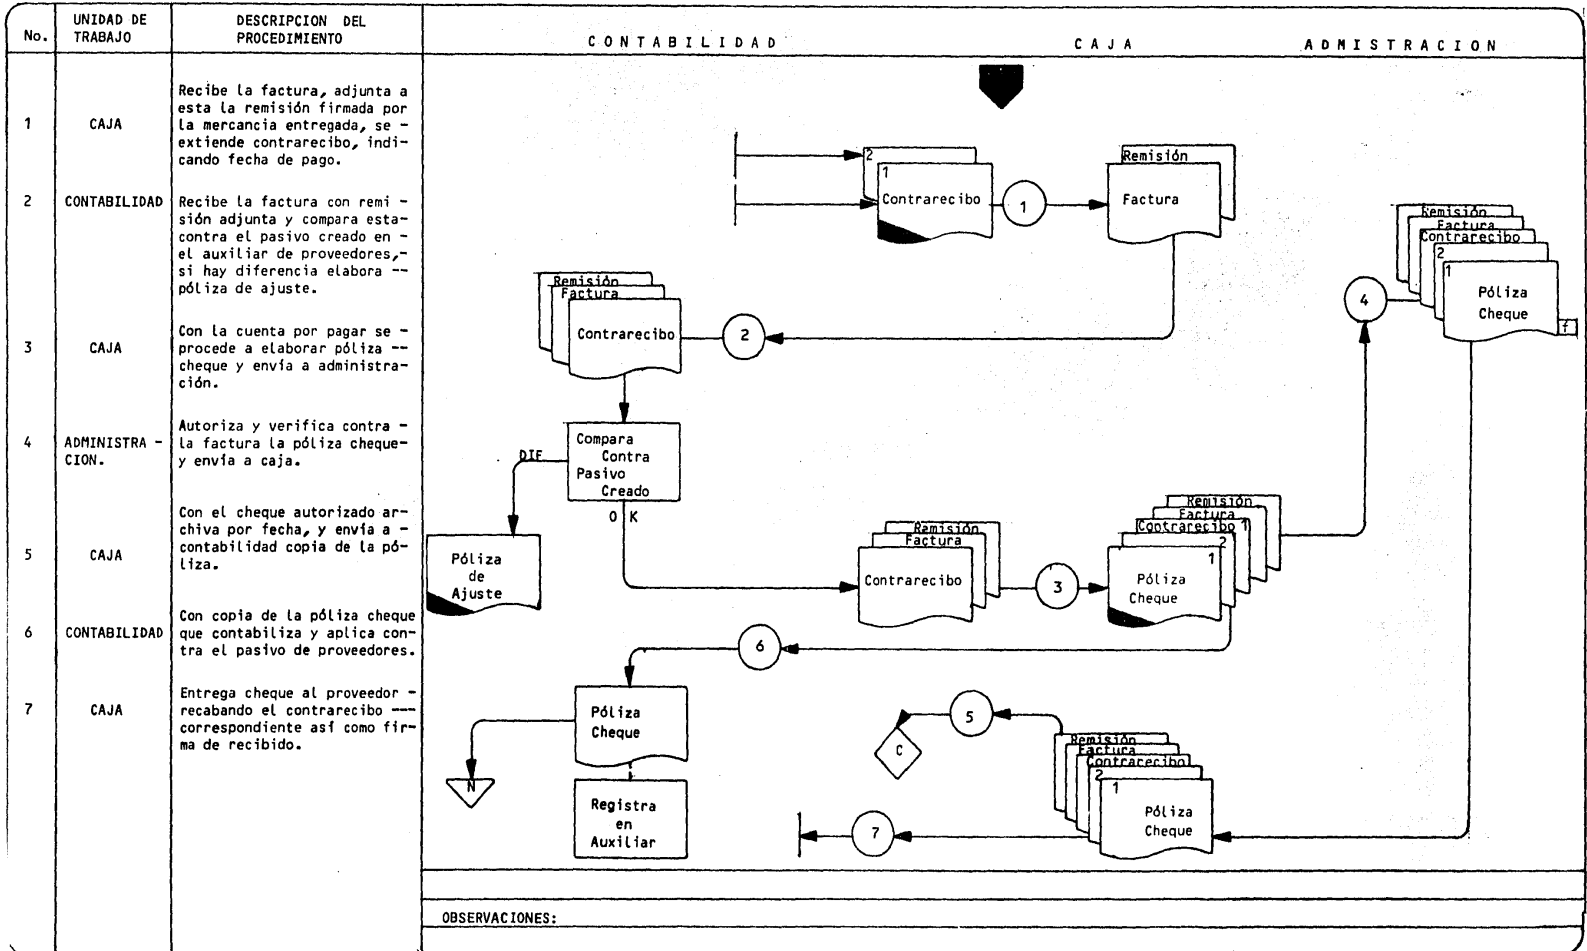 No.
UNIDAD DE
TRABAJO
DESCRIPCION DEL
PROCEDIMIENTO
CONTABILIDAD
CAJA
ADMISTRACION
1
CAJA
Recibe la factura, adjunta a
esta la remisión firmada por
la mercancia entregada, se -
extiende contrarecibo, indi-
cando fecha de pago.
2
CONTABILIDAD
Recibe la factura con remi -
sión adjunta y compara esta-
contra el pasivo creado en -
el auxiliar de proveedores,-
si hay diferencia elabora --
póliza de ajuste.
3
CAJA
Con la cuenta por pagar se -
procede a elaborar póliza --
cheque y envía a administra-
ción.
4
ADMINISTRA -
CION.
Autoriza y verifica contra -
la factura la póliza cheque-
y envía a caja.
5
CAJA
Con el cheque autorizado ar-
chiva por fecha, y envía a -
contabilidad copia de la pó-
liza.
6
CONTABILIDAD
Con copia de la póliza cheque
que contabiliza y aplica con-
tra el pasivo de proveedores.
7
CAJA
Entrega cheque al proveedor -
recabando el contrarecibo ---
correspondiente así como fir-
ma de recibido.
2
1
Contrarecibo
1
Remisión
Factura
Remisión
Factura
Contrarecibo
2
1
Póliza
Cheque
f
4
Remisión
Factura
Contrarecibo
2
Compara
Contra
Pasivo
Creado
DIF
O K
Póliza
de
Ajuste
Remisión
Factura
Contrarecibo
3
Remisión
Factura
Contrarecibo 1
2
1
Póliza
Cheque
6
Póliza
Cheque
N
Registra
en
Auxiliar
5
C
Remisión
Factura
Contrarecibo
2
1
Póliza
Cheque
7
OBSERVACIONES: